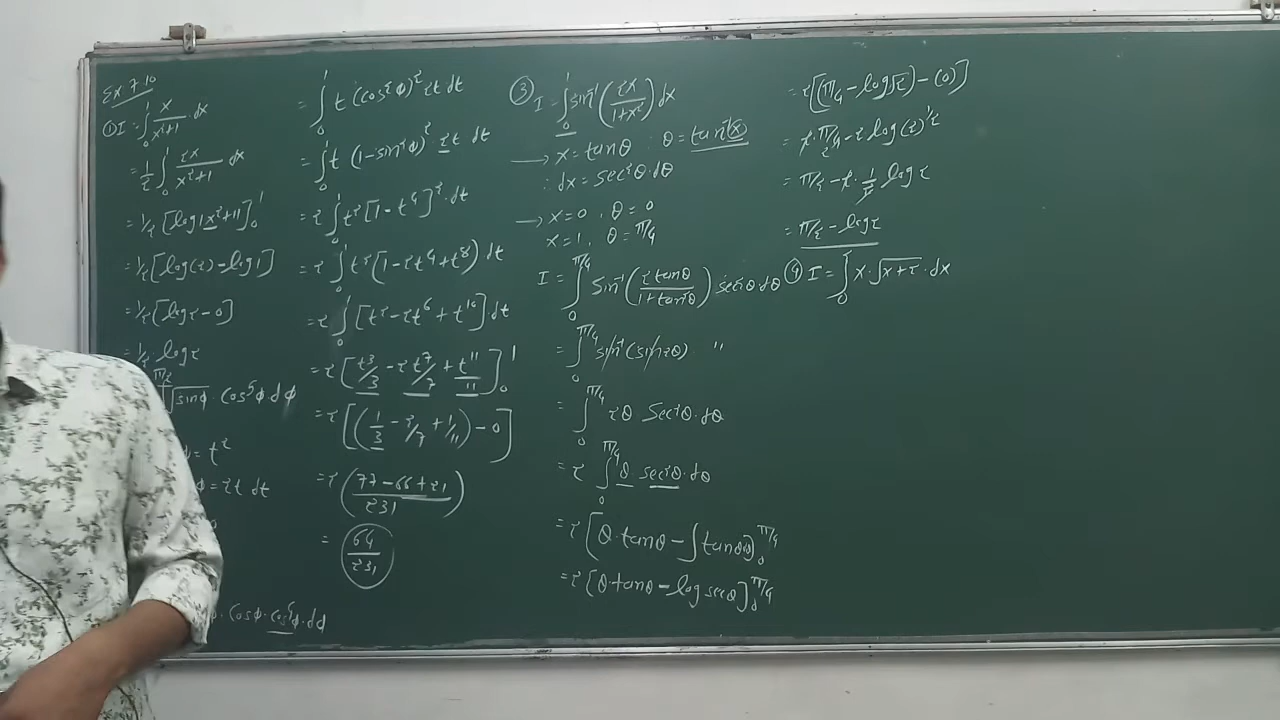 Ex 7.10
① I = ∫₀¹ x/(x²+1) · dx
= 1/2 ∫₀¹ 2x/(x²+1) dx
= 1/2 [log|x²+1|]₀¹
= 1/2 [log(2) − log1]
= 1/2 [log2 − 0]
= 1/2 log2
π/2
√sinφ · cos⁵φ · dφ
= t²
= 2t dt
cosφ · cos⁴φ · dφ
= ∫₀¹ t (cos²φ)² 2t dt
= ∫₀¹ t (1 − sin²φ)² 2t dt
= 2 ∫₀¹ t² [1 − t⁴]² · dt
= 2 ∫₀¹ t² (1 − 2t⁴ + t⁸) dt
= 2 ∫₀¹ [t² − 2t⁶ + t¹⁰] · dt
= 2 [t³/3 − 2 t⁷/7 + t¹¹/11]₀¹
= 2 [(1/3 − 2/7 + 1/11) − 0]
= 2 ((77 − 66 + 21)/231)
= 64/231
③ I = ∫₀¹ sin⁻¹(2x/(1+x²)) dx
→ x = tanθ ∴ θ = tan⁻¹(x)
∴ dx = sec²θ · dθ
→ x = 0 , θ = 0
x = 1, θ = π/4
I = ∫₀^π/4 sin⁻¹(2tanθ/(1+tan²θ)) sec²θ · dθ
= ∫₀^π/4 sin⁻¹(sin2θ) "
= ∫₀^π/4 2θ sec²θ · dθ
= 2 ∫₀^π/4 θ · sec²θ · dθ
= 2 [θ · tanθ − ∫tanθ dθ]₀^π/4
= 2 [θ · tanθ − log secθ]₀^π/4
= 2 [(π/4 − log√2) − (0)]
= 2 · π/4 − 2 log(2)^1/2
= π/2 − 2 · 1/2 log2
= π/2 − log2
④ I = ∫₀² x · √(x+2) · dx